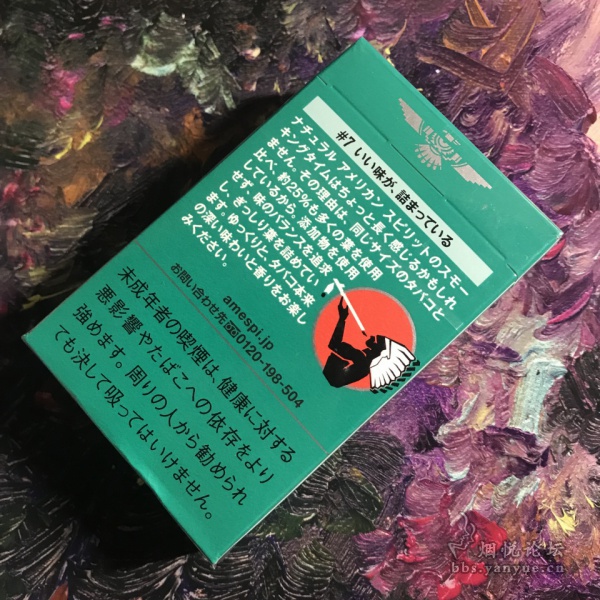 #7 いい味が、詰まっている
ナチュラル アメリカン スピリットのスモー
キングタイムはちょっと長く感じるかもしれ
ません。その理由は、同じサイズのタバコと
比べ、約25%も多くの葉を使用
しているから。添加物を使用
せず、味のバランスを追求
し、ぎっしり葉を詰めてい
ます。ゆっくりと、タバコ本来
の深い味わいと香りをお楽し
みください。
amespi.jp
お問い合わせ先 0120-198-504
未成年者の喫煙は、健康に対する
悪影響やたばこへの依存をより
強めます。周りの人から勧められ
ても決して吸ってはいけません。
烟悦论坛
bbs.yanyue.cn